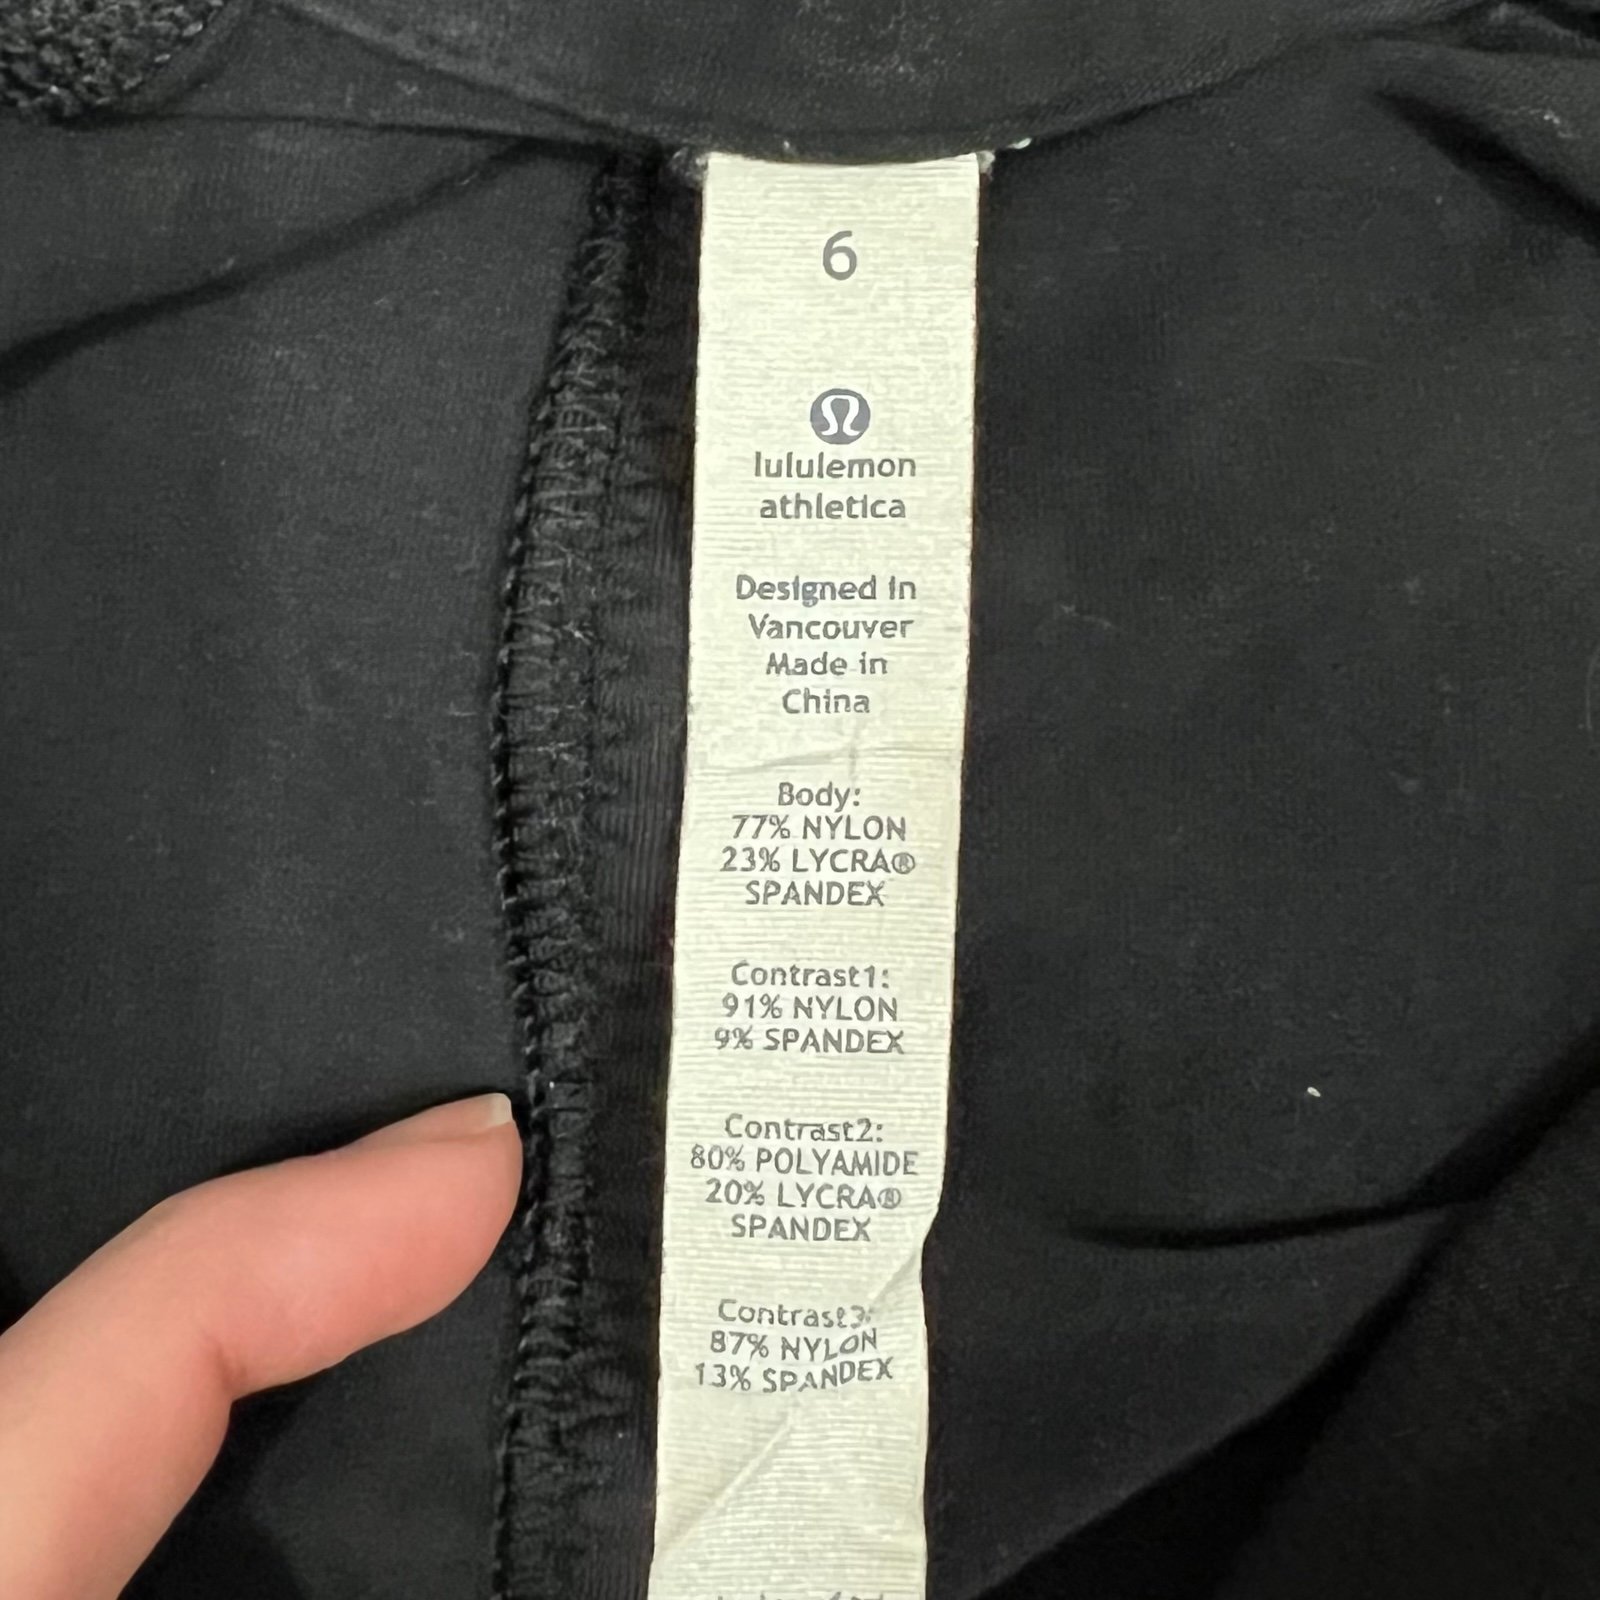 6
lululemon
athletica
Designed in
Vancouver
Made in
China
Body:
77% NYLON
23% LYCRA®
SPANDEX
Contrast1:
91% NYLON
9% SPANDEX
Contrast2:
80% POLYAMIDE
20% LYCRA®
SPANDEX
Contrast3:
87% NYLON
13% SPANDEX